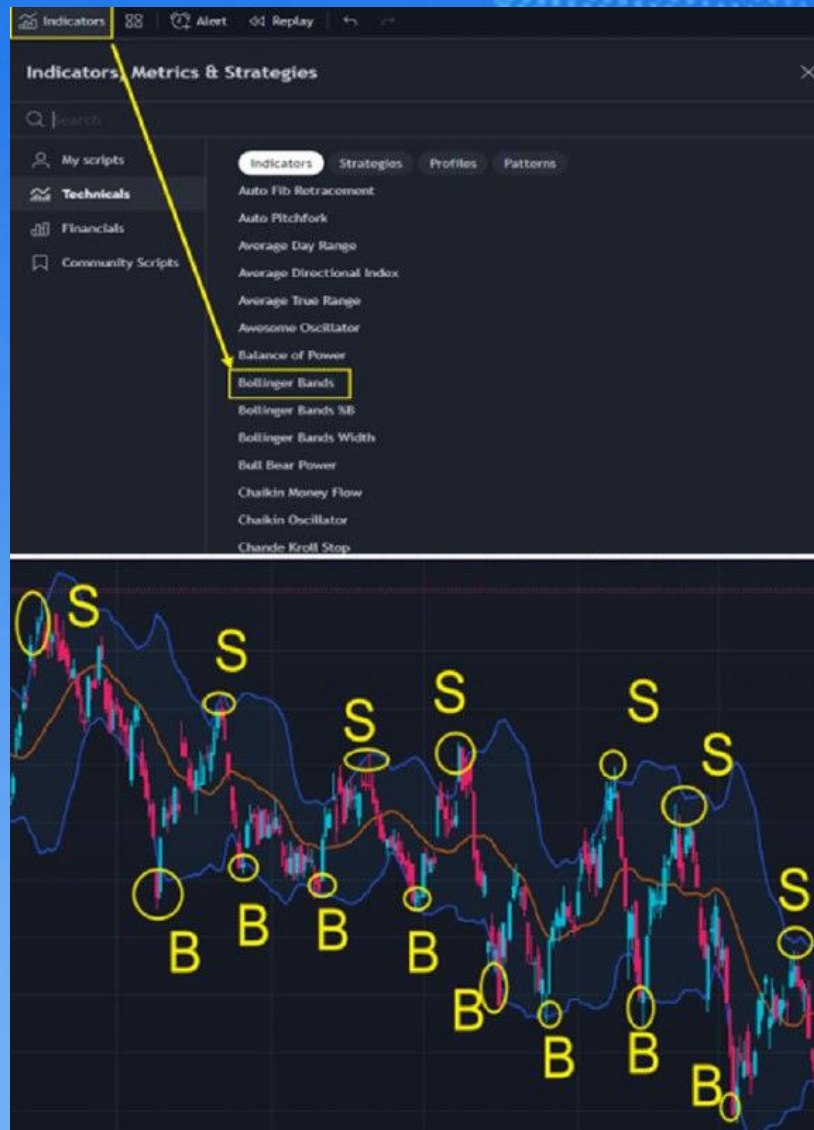 Indicators Alert Replay
Indicators, Metrics & Strategies
Search
My scripts
Technicals
Financials
Community Scripts
Indicators Strategies Profiles Patterns
Auto Fib Retracement
Auto Pitchfork
Average Day Range
Average Directional Index
Average True Range
Awesome Oscillator
Balance of Power
Bollinger Bands
Bollinger Bands %B
Bollinger Bands Width
Bull Bear Power
Chaikin Money Flow
Chaikin Oscillator
Chande Kroll Stop
S
S
S
S
S
S
S
B
B
B
B
B
B
B
B